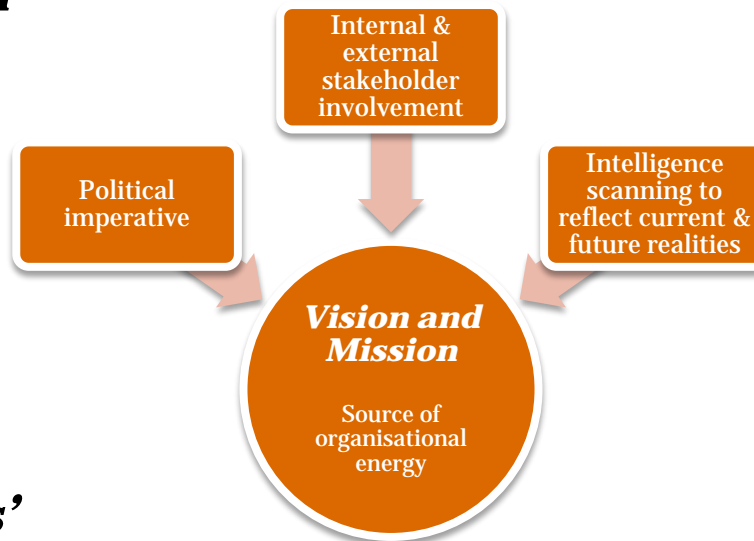 Internal &
external
stakeholder
involvement
Political
imperative
Intelligence
scanning to
reflect current &
future realities
Vision and
Mission
Source of
organisational
energy
s’